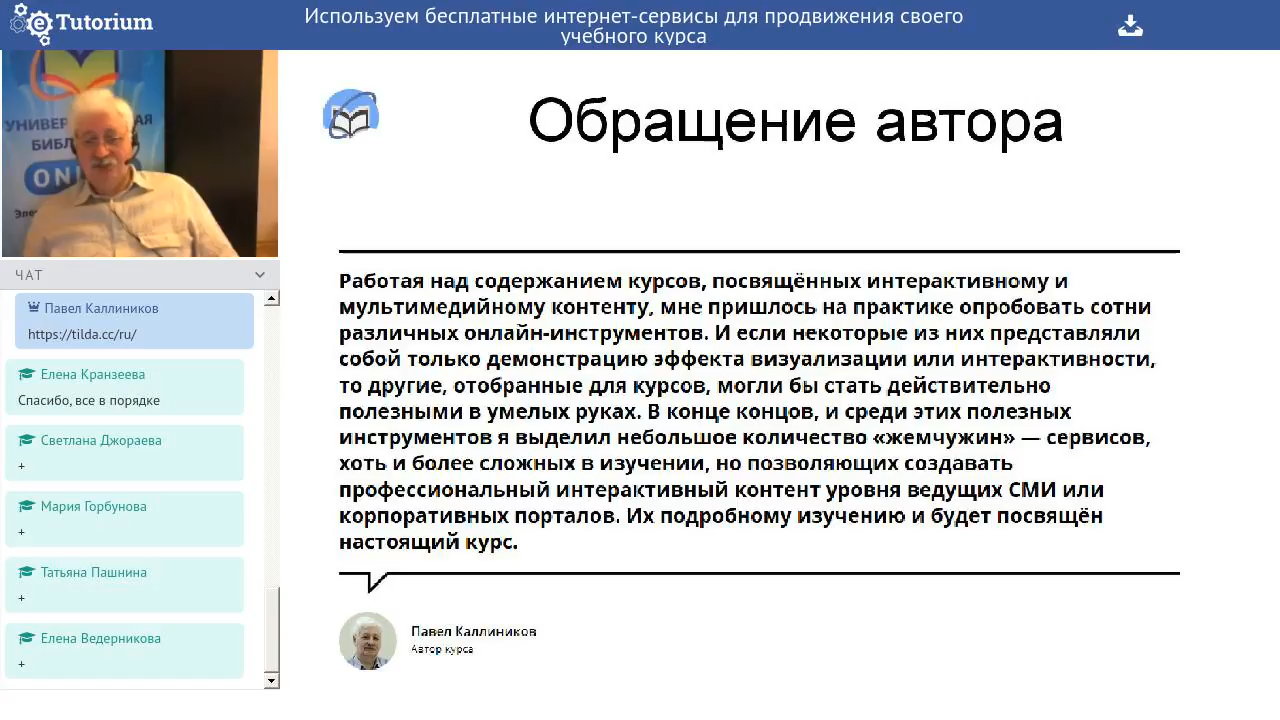 eTutorium
Используем бесплатные интернет-сервисы для продвижения своего
учебного курса
ЧАТ
Павел Каллиников
https://tilda.cc/ru/
Елена Кранзеева
Спасибо, все в порядке
Светлана Джораева
+
Мария Горбунова
+
Татьяна Пашнина
+
Елена Ведерникова
+
Обращение автора
Работая над содержанием курсов, посвящённых интерактивному и
мультимедийному контенту, мне пришлось на практике опробовать сотни
различных онлайн-инструментов. И если некоторые из них представляли
собой только демонстрацию эффекта визуализации или интерактивности,
то другие, отобранные для курсов, могли бы стать действительно
полезными в умелых руках. В конце концов, и среди этих полезных
инструментов я выделил небольшое количество «жемчужин» — сервисов,
хоть и более сложных в изучении, но позволяющих создавать
профессиональный интерактивный контент уровня ведущих СМИ или
корпоративных порталов. Их подробному изучению и будет посвящён
настоящий курс.
Павел Каллиников
Автор курса